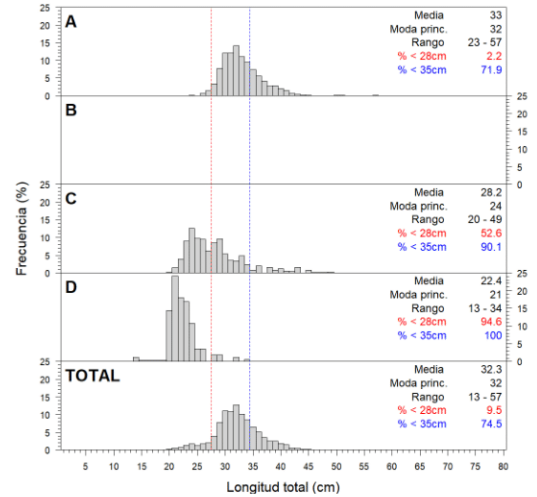 25
20
15
10
5
0
A
Media 33
Moda princ. 32
Rango 23 - 57
% < 28cm 2.2
% < 35cm 71.9
B
25
20
15
10
5
0
25
20
15
10
5
0
C
Media 28.2
Moda princ. 24
Rango 20 - 49
% < 28cm 52.6
% < 35cm 90.1
D
Media 22.4
Moda princ. 21
Rango 13 - 34
% < 28cm 94.6
% < 35cm 100
25
20
15
10
5
0
25
20
15
10
5
0
TOTAL
Media 32.3
Moda princ. 32
Rango 13 - 57
% < 28cm 9.5
% < 35cm 74.5
Frecuencia (%)
5 10 15 20 25 30 35 40 45 50 55 60 65 70 75 80
Longitud total (cm)